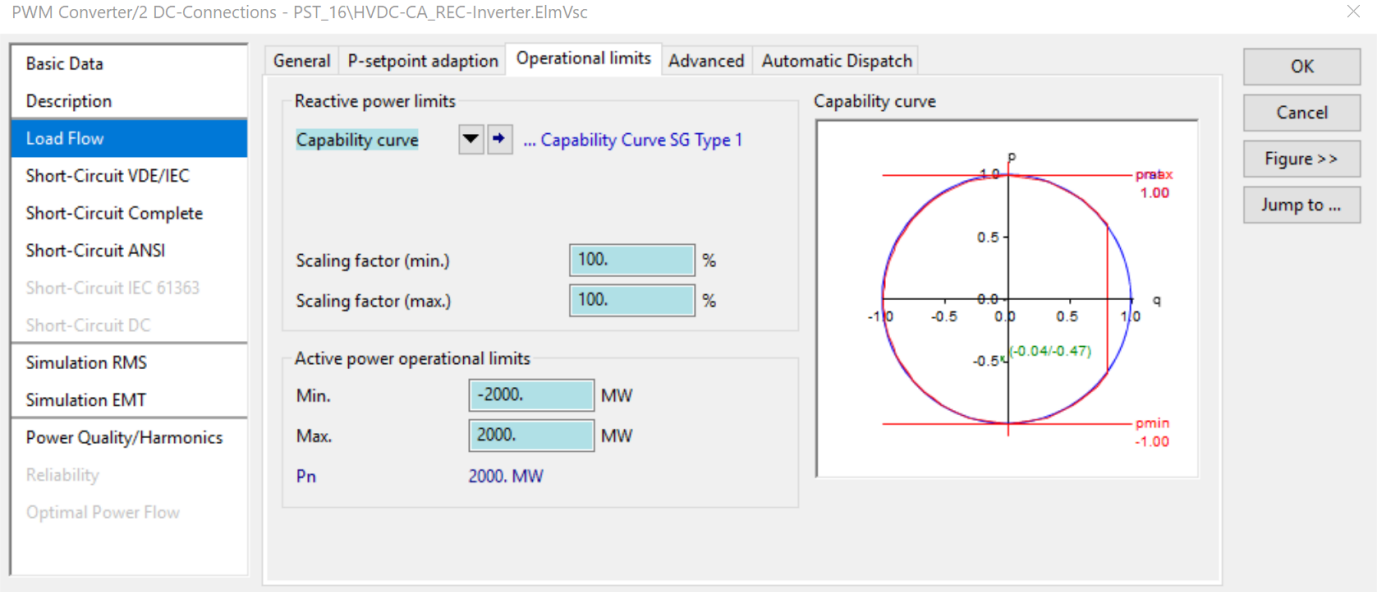 PWM Converter/2 DC-Connections - PST_16\HVDC-CA_REC-Inverter.ElmVsc
Basic Data
Description
Load Flow
Short-Circuit VDE/IEC
Short-Circuit Complete
Short-Circuit ANSI
Short-Circuit IEC 61363
Short-Circuit DC
Simulation RMS
Simulation EMT
Power Quality/Harmonics
Reliability
Optimal Power Flow
General P-setpoint adaption Operational limits Advanced Automatic Dispatch
Reactive power limits
Capability curve ... Capability Curve SG Type 1
Scaling factor (min.) 100. %
Scaling factor (max.) 100. %
Active power operational limits
Min. -2000. MW
Max. 2000. MW
Pn 2000. MW
Capability curve
p
1.0
1.00
0.5
0.0 q
-1.0 -0.5 0.0 0.5 1.0
-0.5 (-0.04/-0.47)
pmin
-1.00
OK
Cancel
Figure >>
Jump to ...